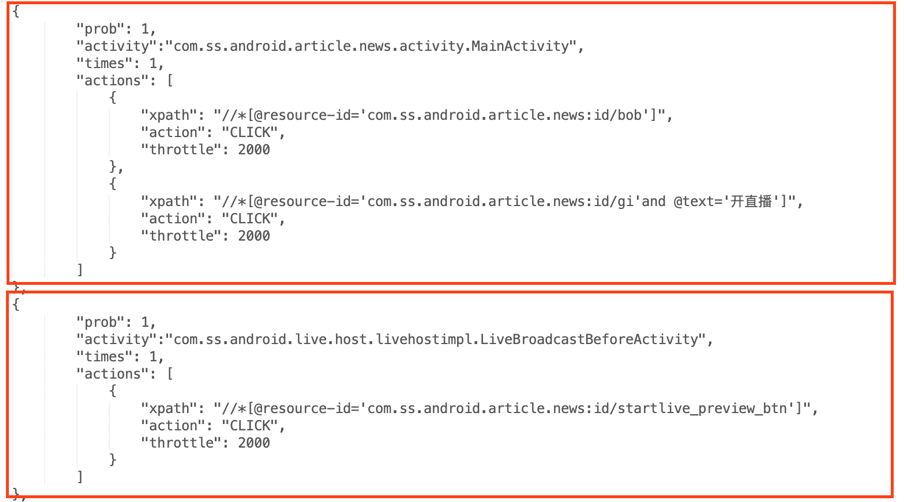 {
"prob": 1,
"activity":"com.ss.android.article.news.activity.MainActivity",
"times": 1,
"actions": [
{
"xpath": "//*[@resource-id='com.ss.android.article.news:id/bob']",
"action": "CLICK",
"throttle": 2000
},
{
"xpath": "//*[@resource-id='com.ss.android.article.news:id/gi'and @text='开直播']",
"action": "CLICK",
"throttle": 2000
}
]
},
{
"prob": 1,
"activity":"com.ss.android.live.host.livehostimpl.LiveBroadcastBeforeActivity",
"times": 1,
"actions": [
{
"xpath": "//*[@resource-id='com.ss.android.article.news:id/startlive_preview_btn']",
"action": "CLICK",
"throttle": 2000
}
]
},